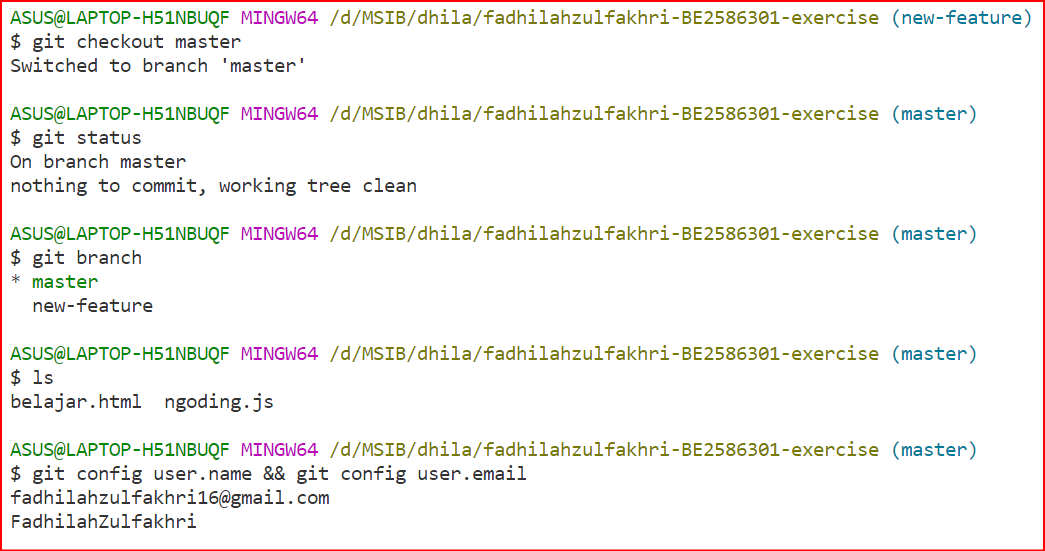 ASUS@LAPTOP-H51NBUQF MINGW64 /d/MSIB/dhila/fadhilahzulfakhri-BE2586301-exercise (new-feature)
$ git checkout master
Switched to branch 'master'
ASUS@LAPTOP-H51NBUQF MINGW64 /d/MSIB/dhila/fadhilahzulfakhri-BE2586301-exercise (master)
$ git status
On branch master
nothing to commit, working tree clean
ASUS@LAPTOP-H51NBUQF MINGW64 /d/MSIB/dhila/fadhilahzulfakhri-BE2586301-exercise (master)
$ git branch
* master
  new-feature
ASUS@LAPTOP-H51NBUQF MINGW64 /d/MSIB/dhila/fadhilahzulfakhri-BE2586301-exercise (master)
$ ls
belajar.html  ngoding.js
ASUS@LAPTOP-H51NBUQF MINGW64 /d/MSIB/dhila/fadhilahzulfakhri-BE2586301-exercise (master)
$ git config user.name && git config user.email
fadhilahzulfakhri16@gmail.com
FadhilahZulfakhri